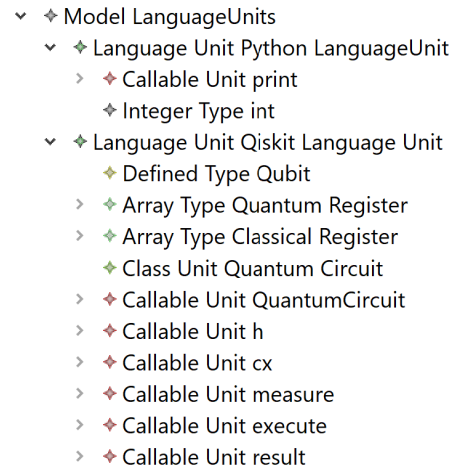 Model LanguageUnits
Language Unit Python LanguageUnit
Callable Unit print
Integer Type int
Language Unit Qiskit Language Unit
Defined Type Qubit
Array Type Quantum Register
Array Type Classical Register
Class Unit Quantum Circuit
Callable Unit QuantumCircuit
Callable Unit h
Callable Unit cx
Callable Unit measure
Callable Unit execute
Callable Unit result